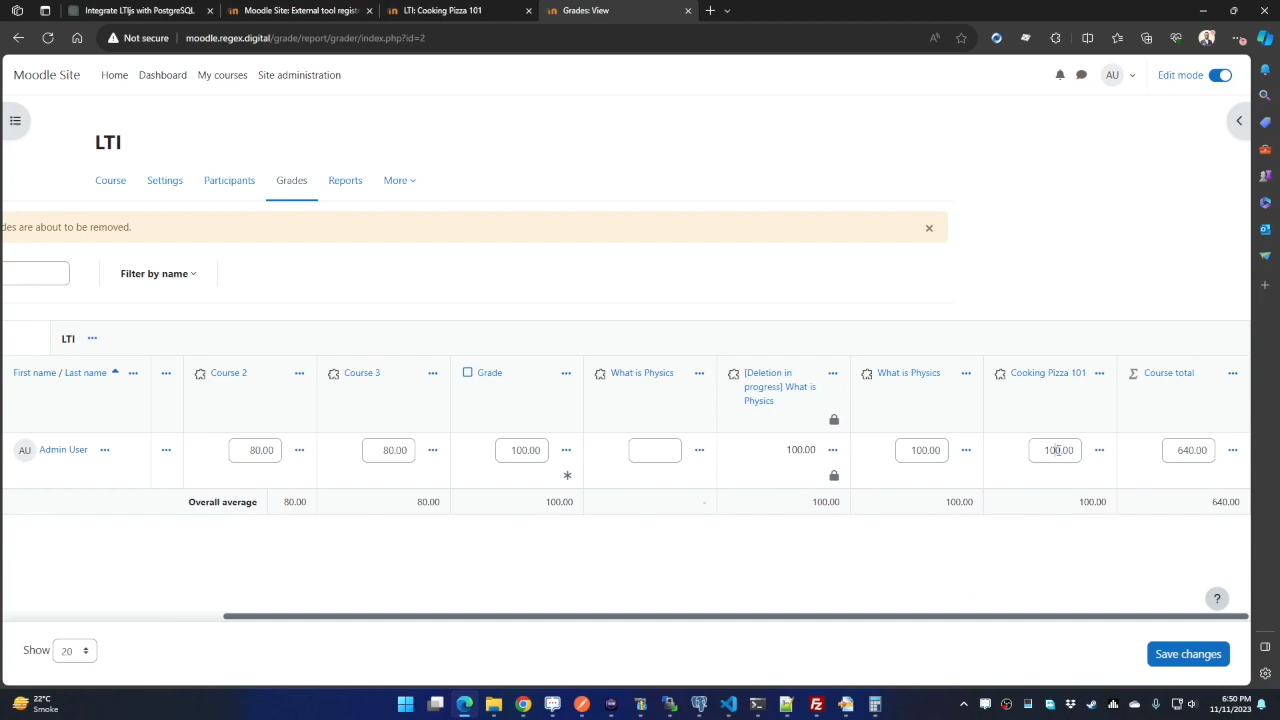 Integrate LTIjs with PostgreSQL
Moodle Site: External tool regist
LTI: Cooking Pizza 101
Grades: View
Not secure
moodle.regex.digital/grade/report/grader/index.php?id=2
Moodle Site
Home
Dashboard
My courses
Site administration
AU
Edit mode
LTI
Course
Settings
Participants
Grades
Reports
More
des are about to be removed.
Filter by name
LTI
First name / Last name
Course 2
Course 3
Grade
What is Physics
[Deletion in
progress] What is
Physics
What is Physics
Cooking Pizza 101
Σ Course total
AU
Admin User
80.00
80.00
100.00
100.00
100.00
100.00
640.00
Overall average
80.00
80.00
100.00
-
100.00
100.00
100.00
640.00
?
Show
20
Save changes
22°C
Smoke
6:50 PM
11/11/2023